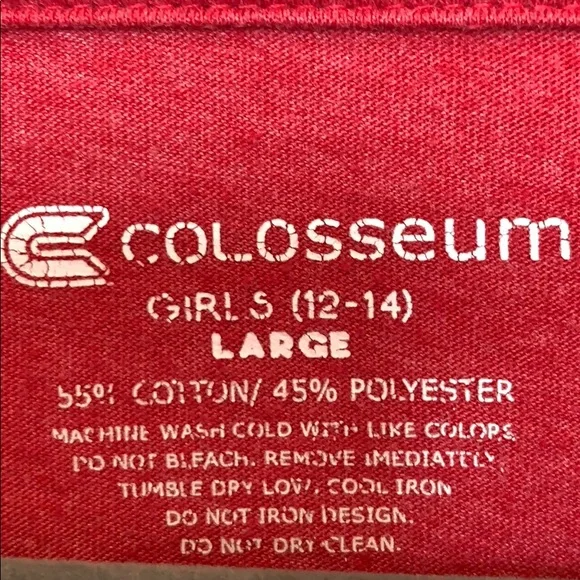 COLOSSEUM
GIRLS (12-14)
LARGE
55% COTTON/ 45% POLYESTER
MACHINE WASH COLD WITH LIKE COLORS
DO NOT BLEACH. REMOVE IMEDIATELY,
TUMBLE DRY LOW, COOL IRON
DO NOT IRON DESIGN.
DO NOT DRY CLEAN.